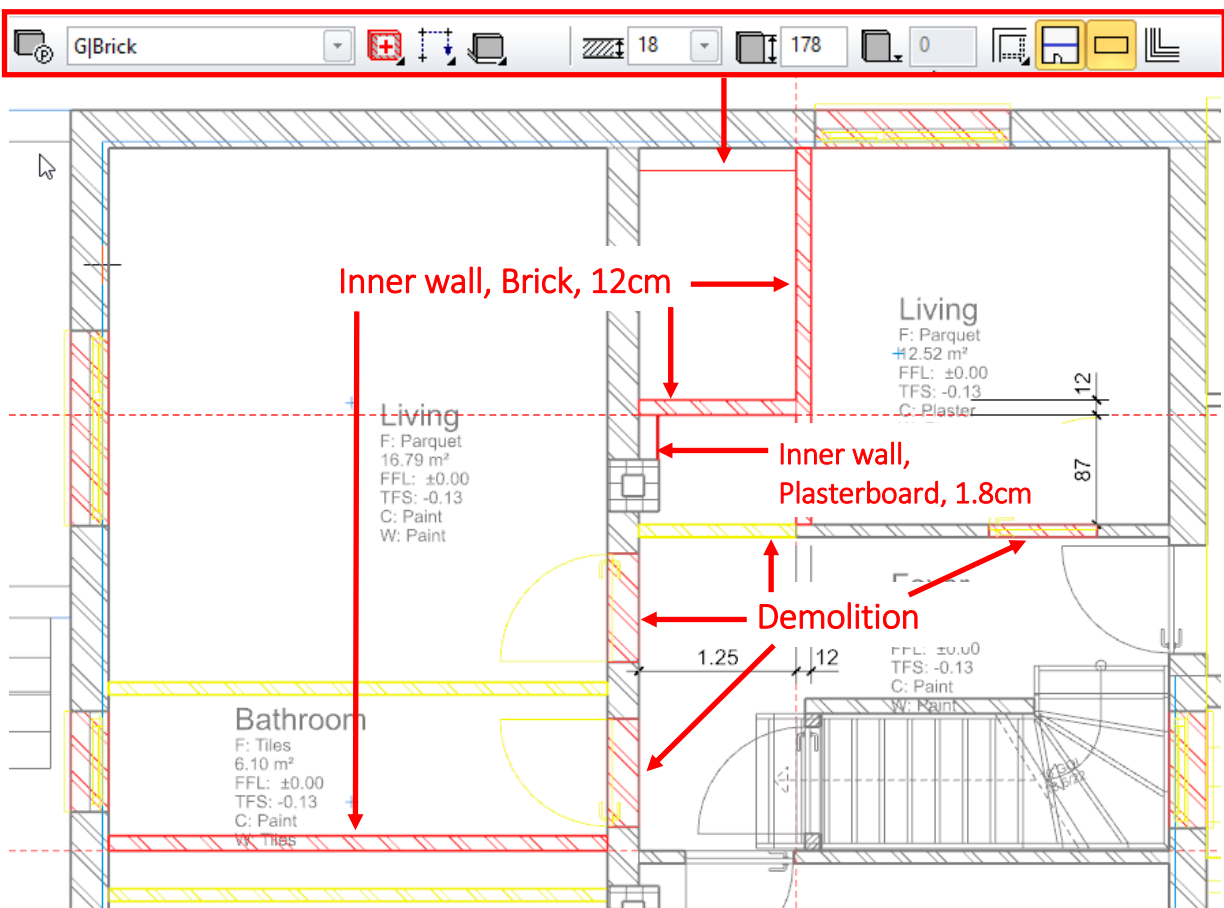 G|Brick
18
178
0
Inner wall, Brick, 12cm
Living
F: Parquet
12.52 m²
FFL: ±0.00
TFS: -0.13
C: Plaster
12
Living
F: Parquet
16.79 m²
FFL: ±0.00
TFS: -0.13
C: Paint
W: Paint
Inner wall,
Plasterboard, 1.8cm
87
Demolition
1.25
12
FFL: ±0.00
TFS: -0.13
C: Paint
W: Paint
Bathroom
F: Tiles
6.10 m²
FFL: ±0.00
TFS: -0.13
C: Paint
W: Tiles